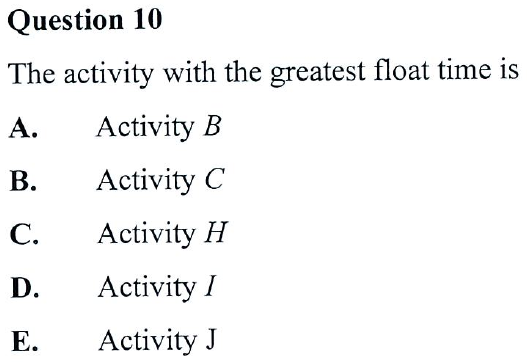 Question 10
The activity with the greatest float time is
A. Activity B
B. Activity C
C. Activity H
D. Activity I
E. Activity J